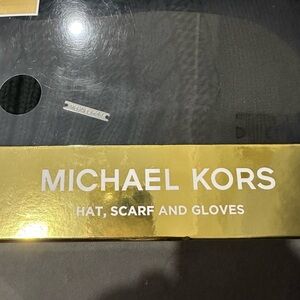 MICHAEL KORS
HAT, SCARF AND GLOVES